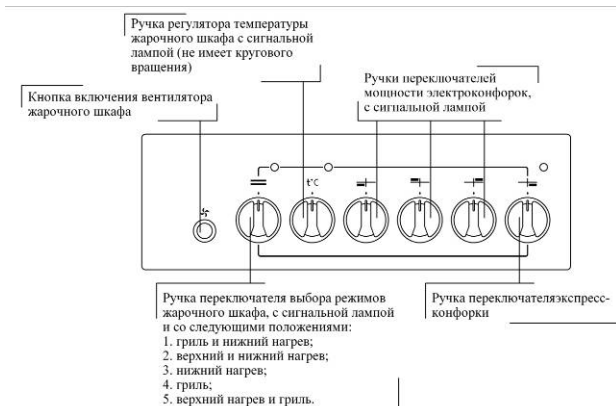 Ручка регулятора температуры
жарочного шкафа с сигнальной
лампой (не имеет кругового
вращения)
Кнопка включения вентилятора
жарочного шкафа
Ручки переключателей
мощности электроконфорок,
с сигнальной лампой
t°C
Ручка переключателя выбора режимов
жарочного шкафа, с сигнальной лампой
и со следующими положениями:
1. гриль и нижний нагрев;
2. верхний и нижний нагрев;
3. нижний нагрев;
4. гриль;
5. верхний нагрев и гриль.
Ручка переключателяэкспресс-
конфорки